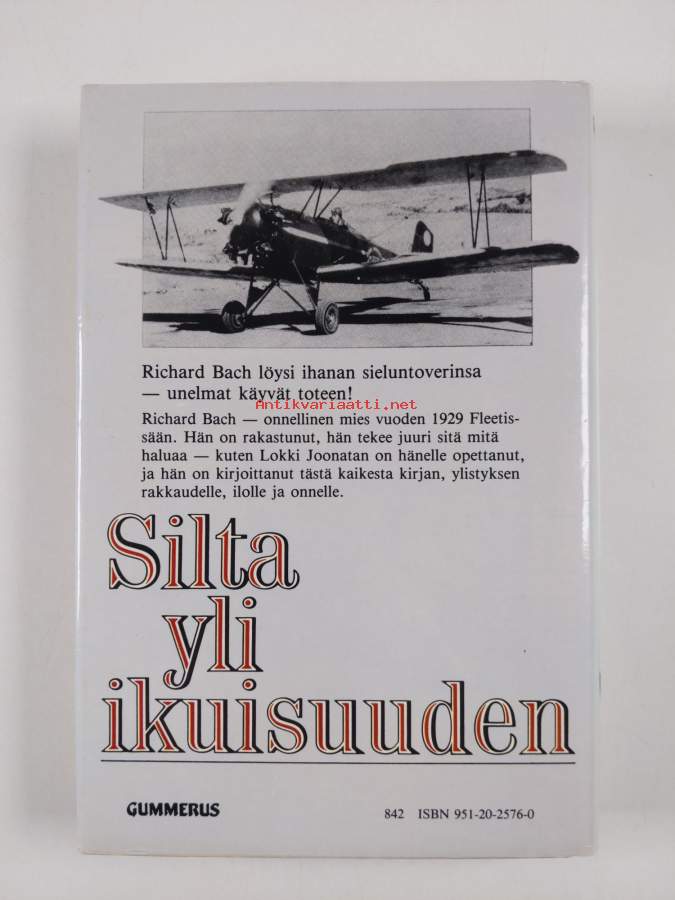 Richard Bach löysi ihanan sieluntoverinsa
— unelmat käyvät toteen!
Antikvariaatti.net
Richard Bach — onnellinen mies vuoden 1929 Fleetis-
sään. Hän on rakastunut, hän tekee juuri sitä mitä
haluaa — kuten Lokki Joonatan on hänelle opettanut,
ja hän on kirjoittanut tästä kaikesta kirjan, ylistyksen
rakkaudelle, ilolle ja onnelle.
Silta
yli
ikuisuuden
GUMMERUS
842 ISBN 951-20-2576-0